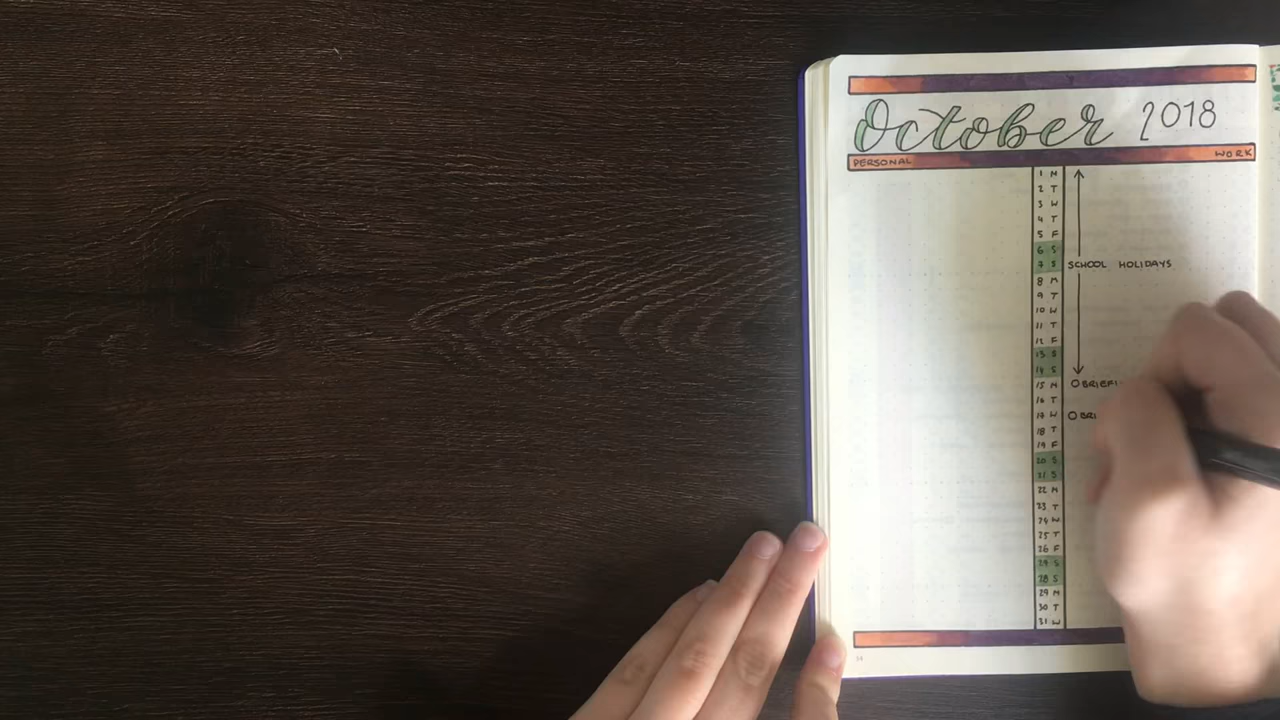 October 2018
PERSONAL WORK
1 M
2 T
3 W
4 T
5 F
6 S
7 S SCHOOL HOLIDAYS
8 M
9 T
10 W
11 T
12 F
13 S
14 S
15 M
16 T
17 W
18 T
19 F
20 S
21 S
22 M
23 T
24 W
25 T
26 F
S
28 S
29 M
30 T
31 W